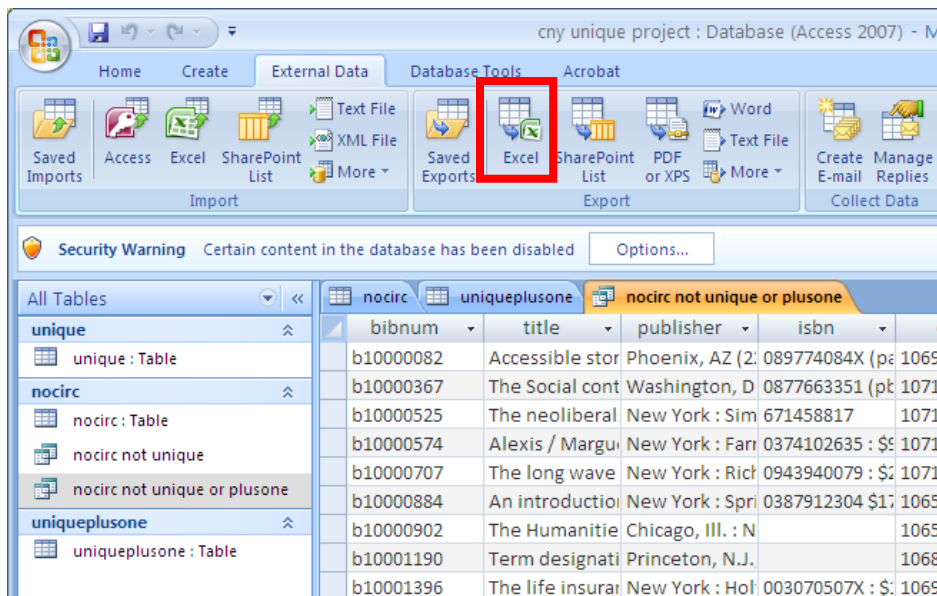 cny unique project : Database (Access 2007) - M
Home Create External Data Database Tools Acrobat
Saved Imports
Access
Excel
SharePoint List
Text File
XML File
More
Import
Saved Exports
Excel
SharePoint List
PDF or XPS
Word
Text File
More
Export
Create E-mail
Manage Replies
Collect Data
Security Warning Certain content in the database has been disabled Options...
All Tables
unique
unique : Table
nocirc
nocirc : Table
nocirc not unique
nocirc not unique or plusone
uniqueplusone
uniqueplusone : Table
nocirc uniqueplusone nocirc not unique or plusone
bibnum title publisher isbn
b10000082 Accessible stor Phoenix, AZ (2 089774084X (pa 1069
b10000367 The Social cont Washington, D 0877663351 (pb 1071
b10000525 The neoliberal New York : Sim 671458817 1071
b10000574 Alexis / Margu New York : Farr 0374102635 : $9 1071
b10000707 The long wave New York : Rich 0943940079 : $2 1071
b10000884 An introduction New York : Spri 0387912304 $17 1065
b10000902 The Humanitie Chicago, Ill. : N 1065
b10001190 Term designati Princeton, N.J. 1068
b10001396 The life insurar New York : Hol 003070507X : $ 1069